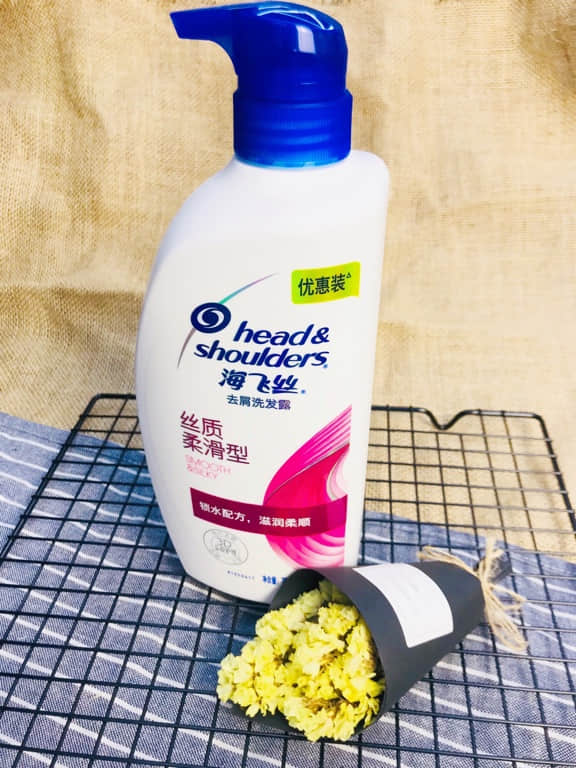 优惠装△
head &
shoulders®
海飞丝®
去屑洗发露
丝质
柔滑型
SMOOTH
&SILKY
锁水配方，滋润柔顺
3D